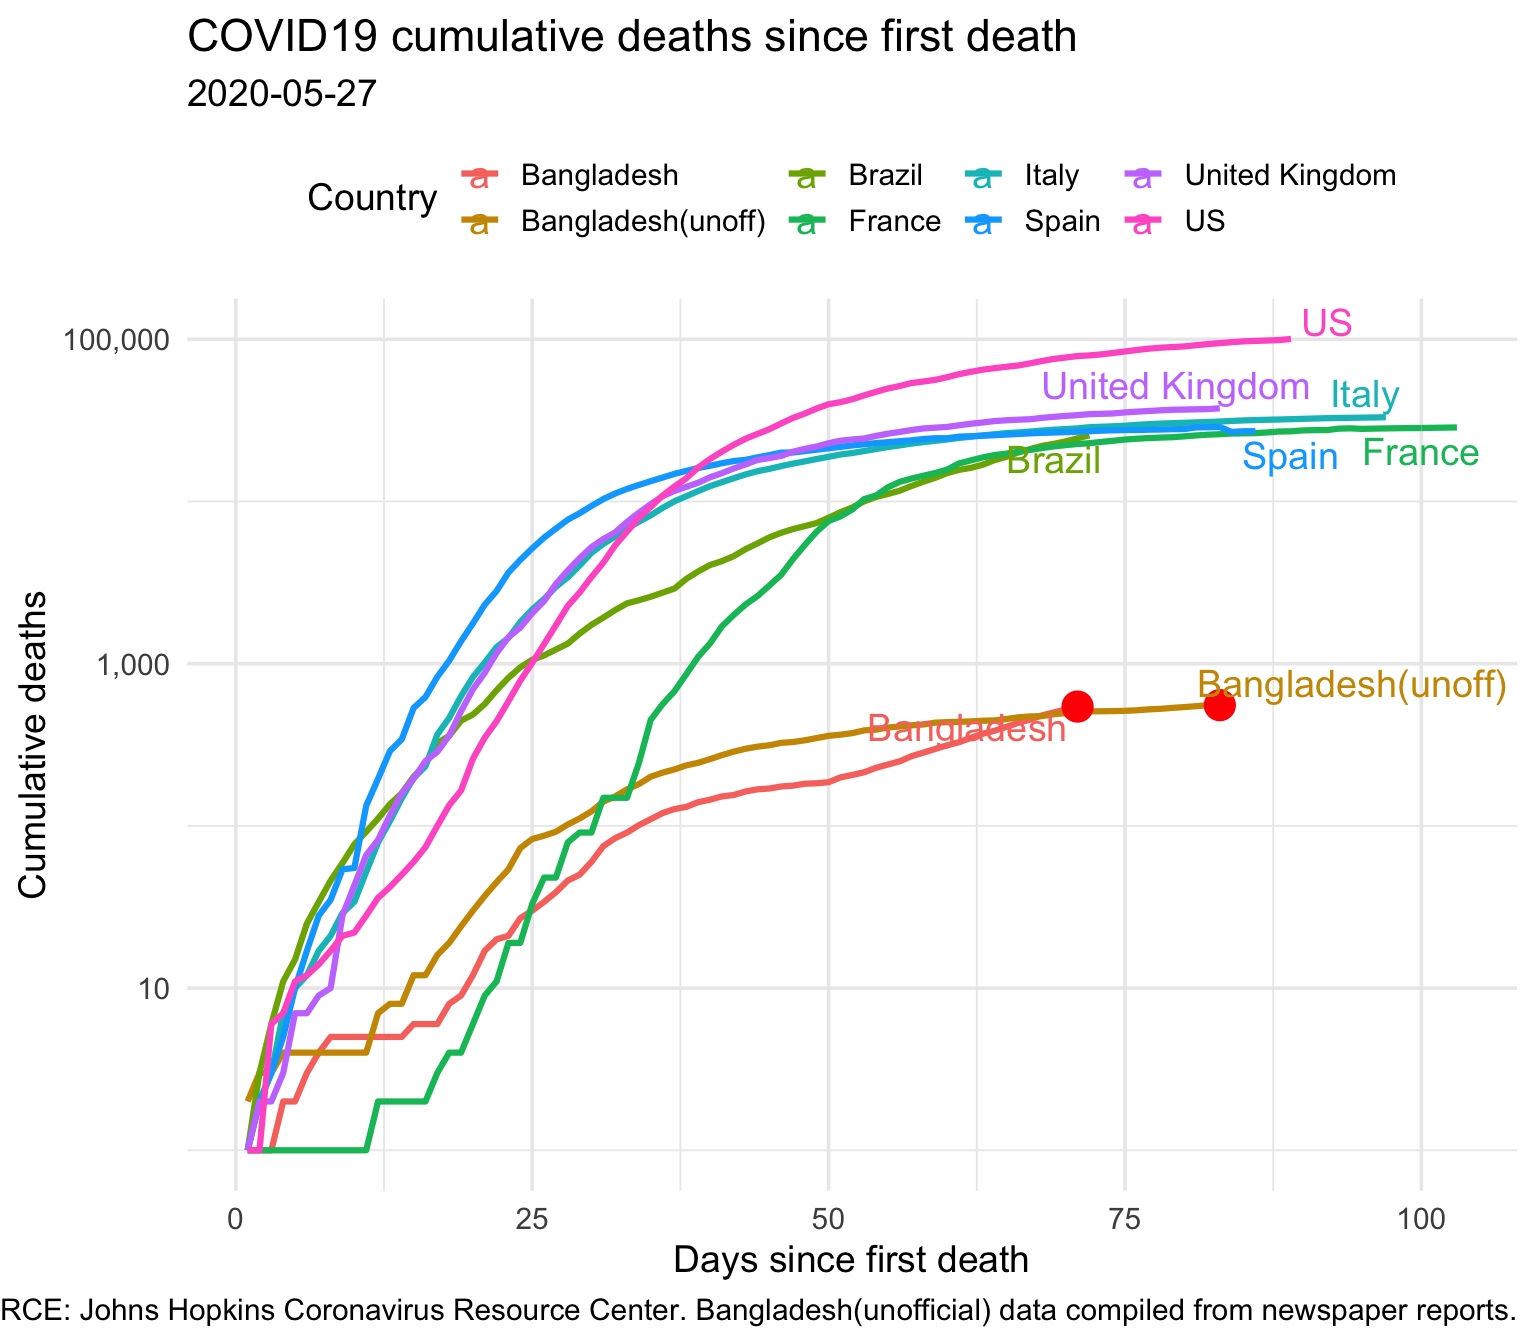 COVID19 cumulative deaths since first death
2020-05-27
Country
a Bangladesh a Brazil a Italy a United Kingdom
a Bangladesh(unoff) a France a Spain a US
100,000
1,000
10
Cumulative deaths
US
United Kingdom
Italy
Brazil
Spain
France
Bangladesh(unoff)
Bangladesh
0 25 50 75 100
Days since first death
RCE: Johns Hopkins Coronavirus Resource Center. Bangladesh(unofficial) data compiled from newspaper reports.